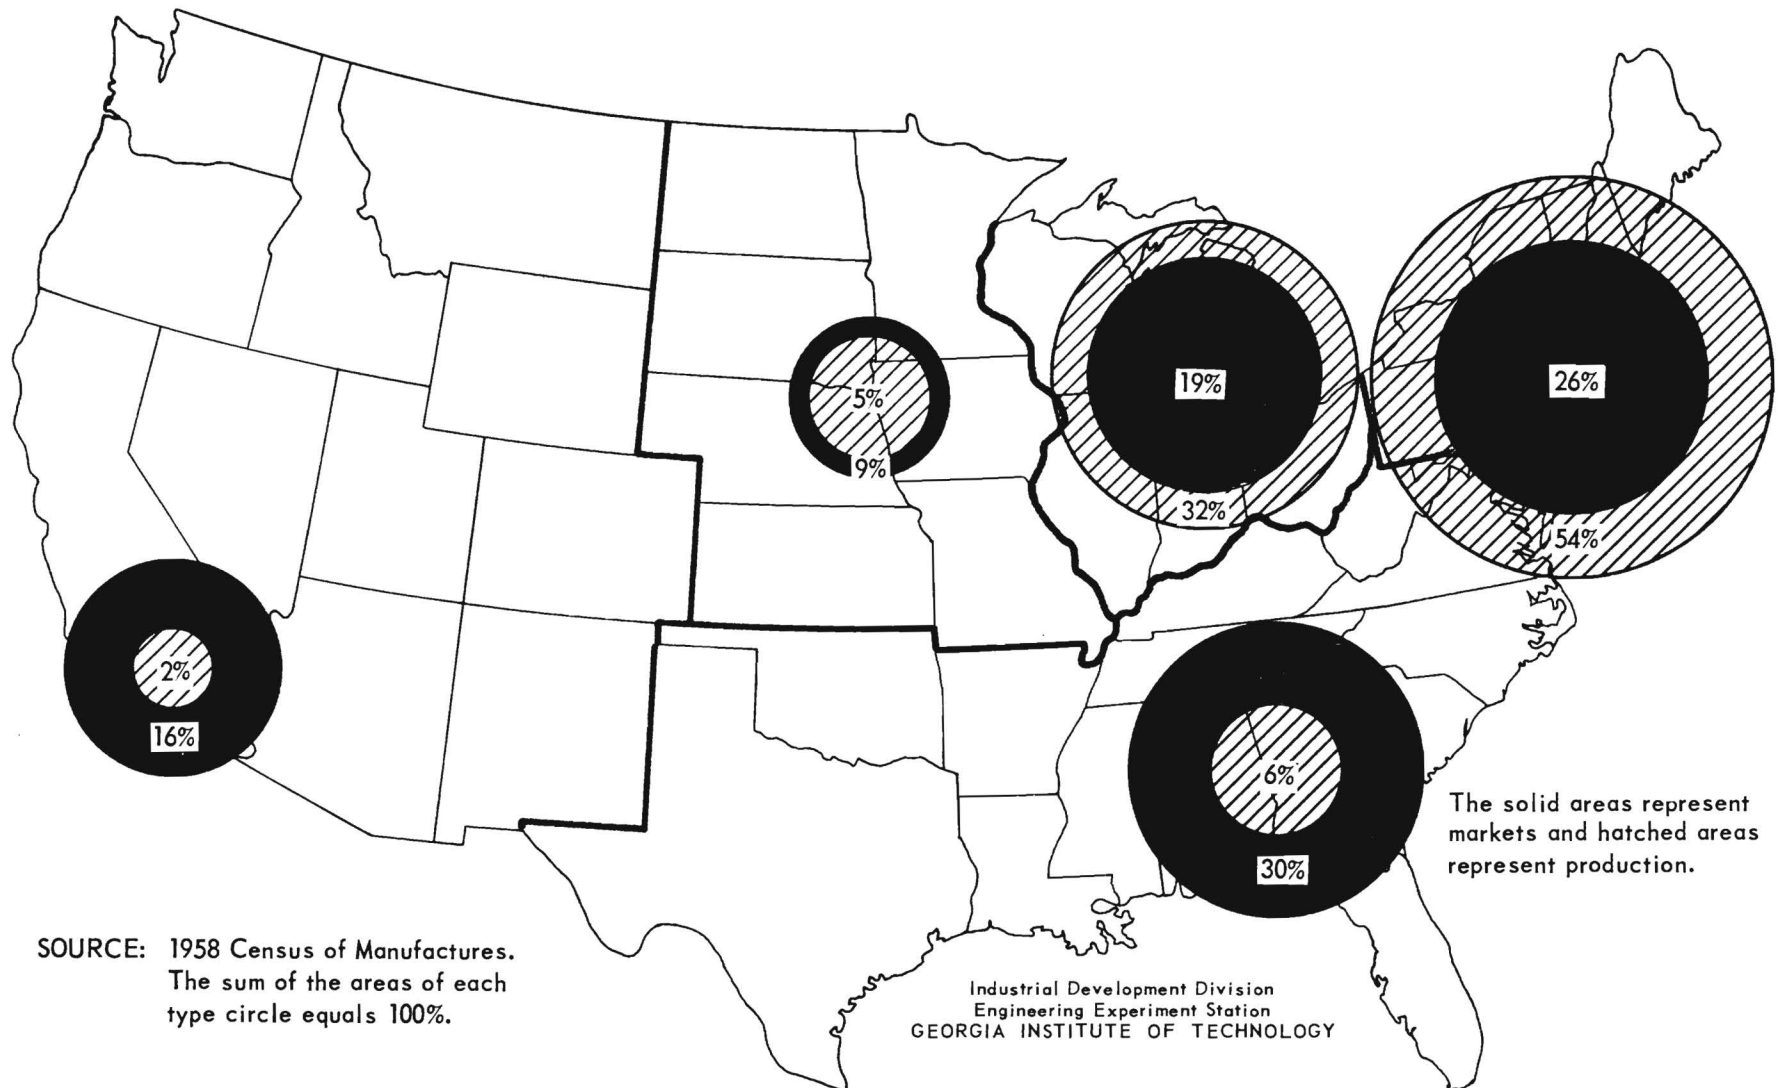 5%
9%
19%
32%
26%
54%
2%
16%
6%
30%
The solid areas represent
markets and hatched areas
represent production.
SOURCE: 1958 Census of Manufactures.
The sum of the areas of each
type circle equals 100%.
Industrial Development Division
Engineering Experiment Station
GEORGIA INSTITUTE OF TECHNOLOGY